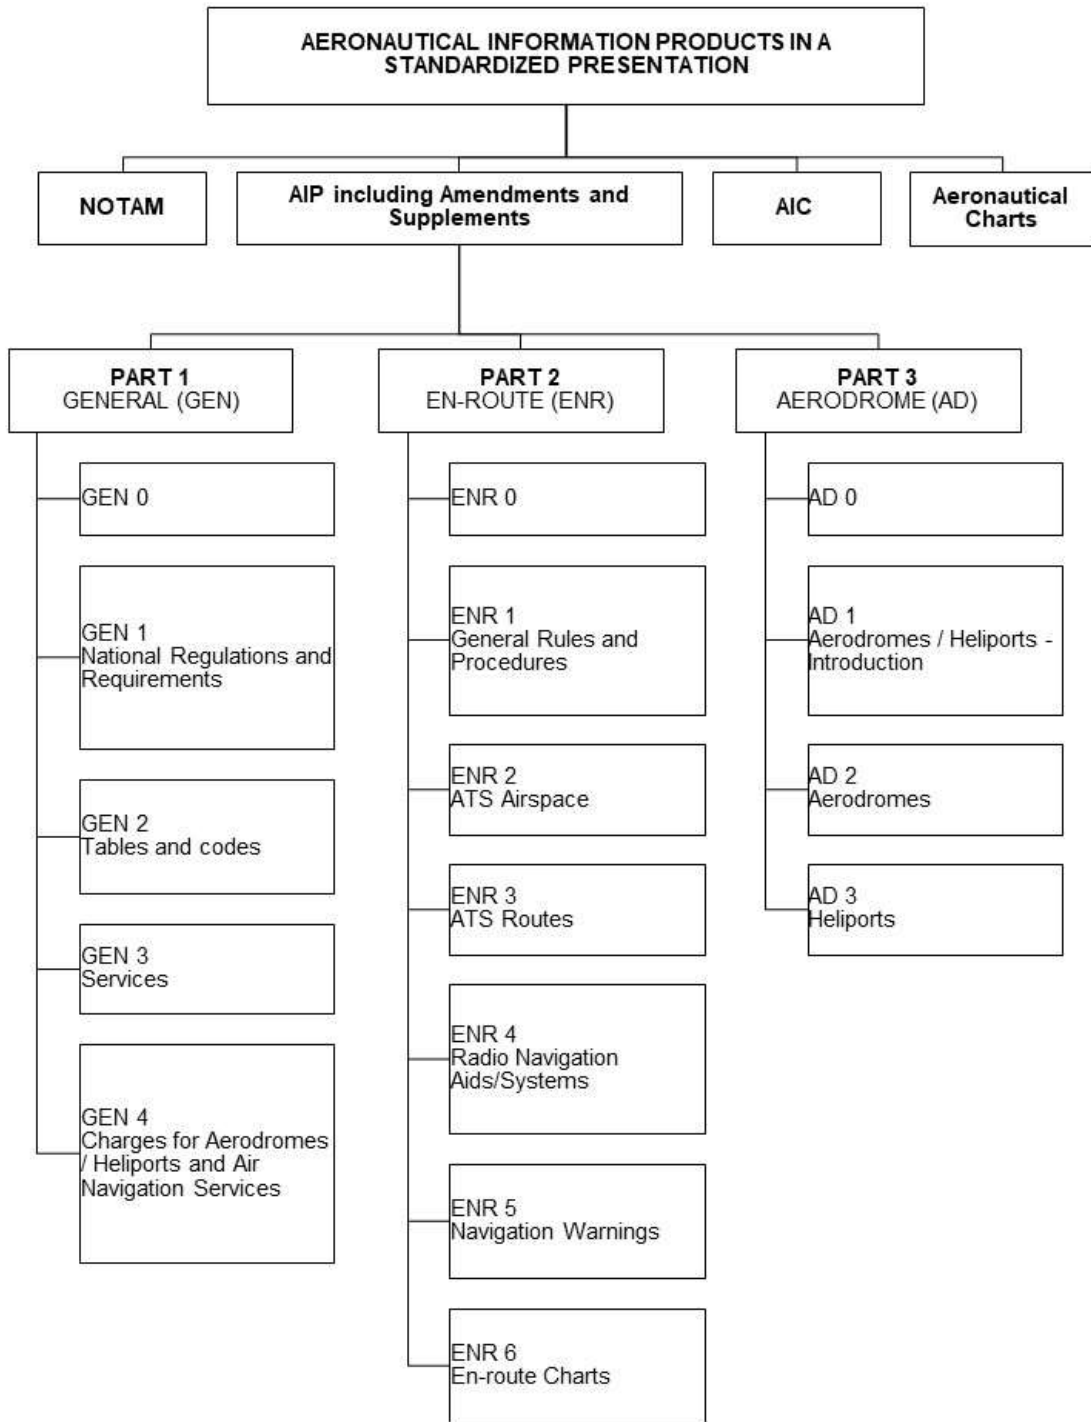 AERONAUTICAL INFORMATION PRODUCTS IN A
STANDARDIZED PRESENTATION
NOTAM
AIP including Amendments and
Supplements
AIC
Aeronautical
Charts
PART 1
GENERAL (GEN)
GEN 0
GEN 1
National Regulations and
Requirements
GEN 2
Tables and codes
GEN 3
Services
GEN 4
Charges for Aerodromes
/ Heliports and Air
Navigation Services
PART 2
EN-ROUTE (ENR)
ENR 0
ENR 1
General Rules and
Procedures
ENR 2
ATS Airspace
ENR 3
ATS Routes
ENR 4
Radio Navigation
Aids/Systems
ENR 5
Navigation Warnings
ENR 6
En-route Charts
PART 3
AERODROME (AD)
AD 0
AD 1
Aerodromes / Heliports -
Introduction
AD 2
Aerodromes
AD 3
Heliports